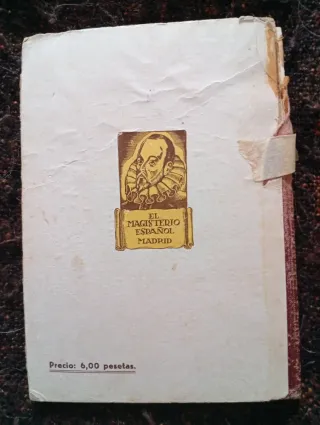 EL
MAGISTERIO
ESPAÑOL
MADRID
Precio: 6,00 pesetas.